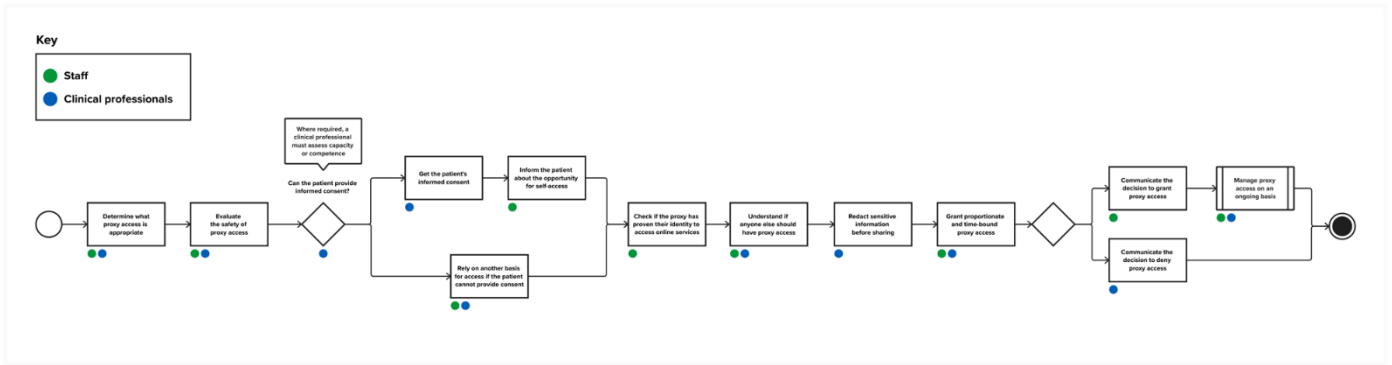 Key
Staff
Clinical professionals
Where required, a
clinical professional
must assess capacity
or competence
Can the patient provide
informed consent?
Determine what
proxy access is
appropriate
Evaluate
the safety of
proxy access
Get the patient's
informed consent
Inform the patient
about the opportunity
for self-access
Rely on another basis
for access if the patient
cannot provide consent
Check if the proxy has
proven their identity to
access online services
Understand if
anyone else should
have proxy access
Redact sensitive
information
before sharing
Grant proportionate
and time-bound
proxy access
Communicate the
decision to grant
proxy access
Manage proxy
access on an
ongoing basis
Communicate the
decision to deny
proxy access